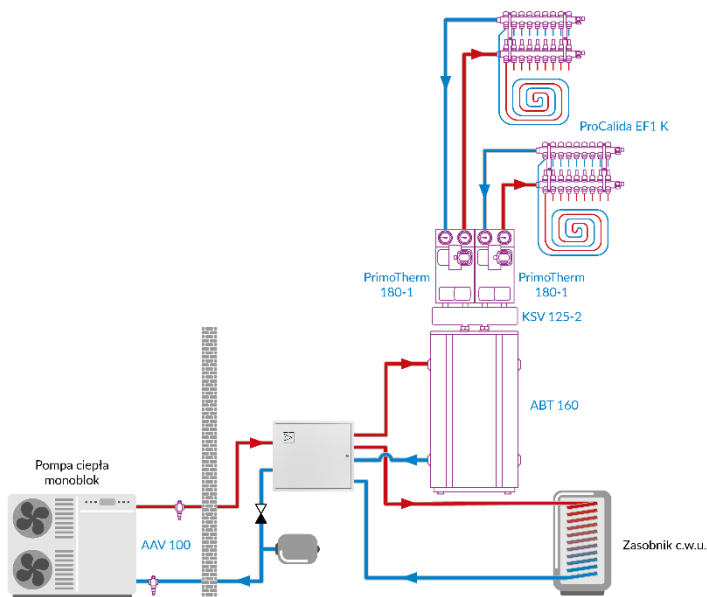 ProCalida EF1 K
PrimoTherm
180-1
PrimoTherm
180-1
KSV 125-2
ABT 160
Pompa ciepła
monoblok
AAV 100
Zasobnik c.w.u.